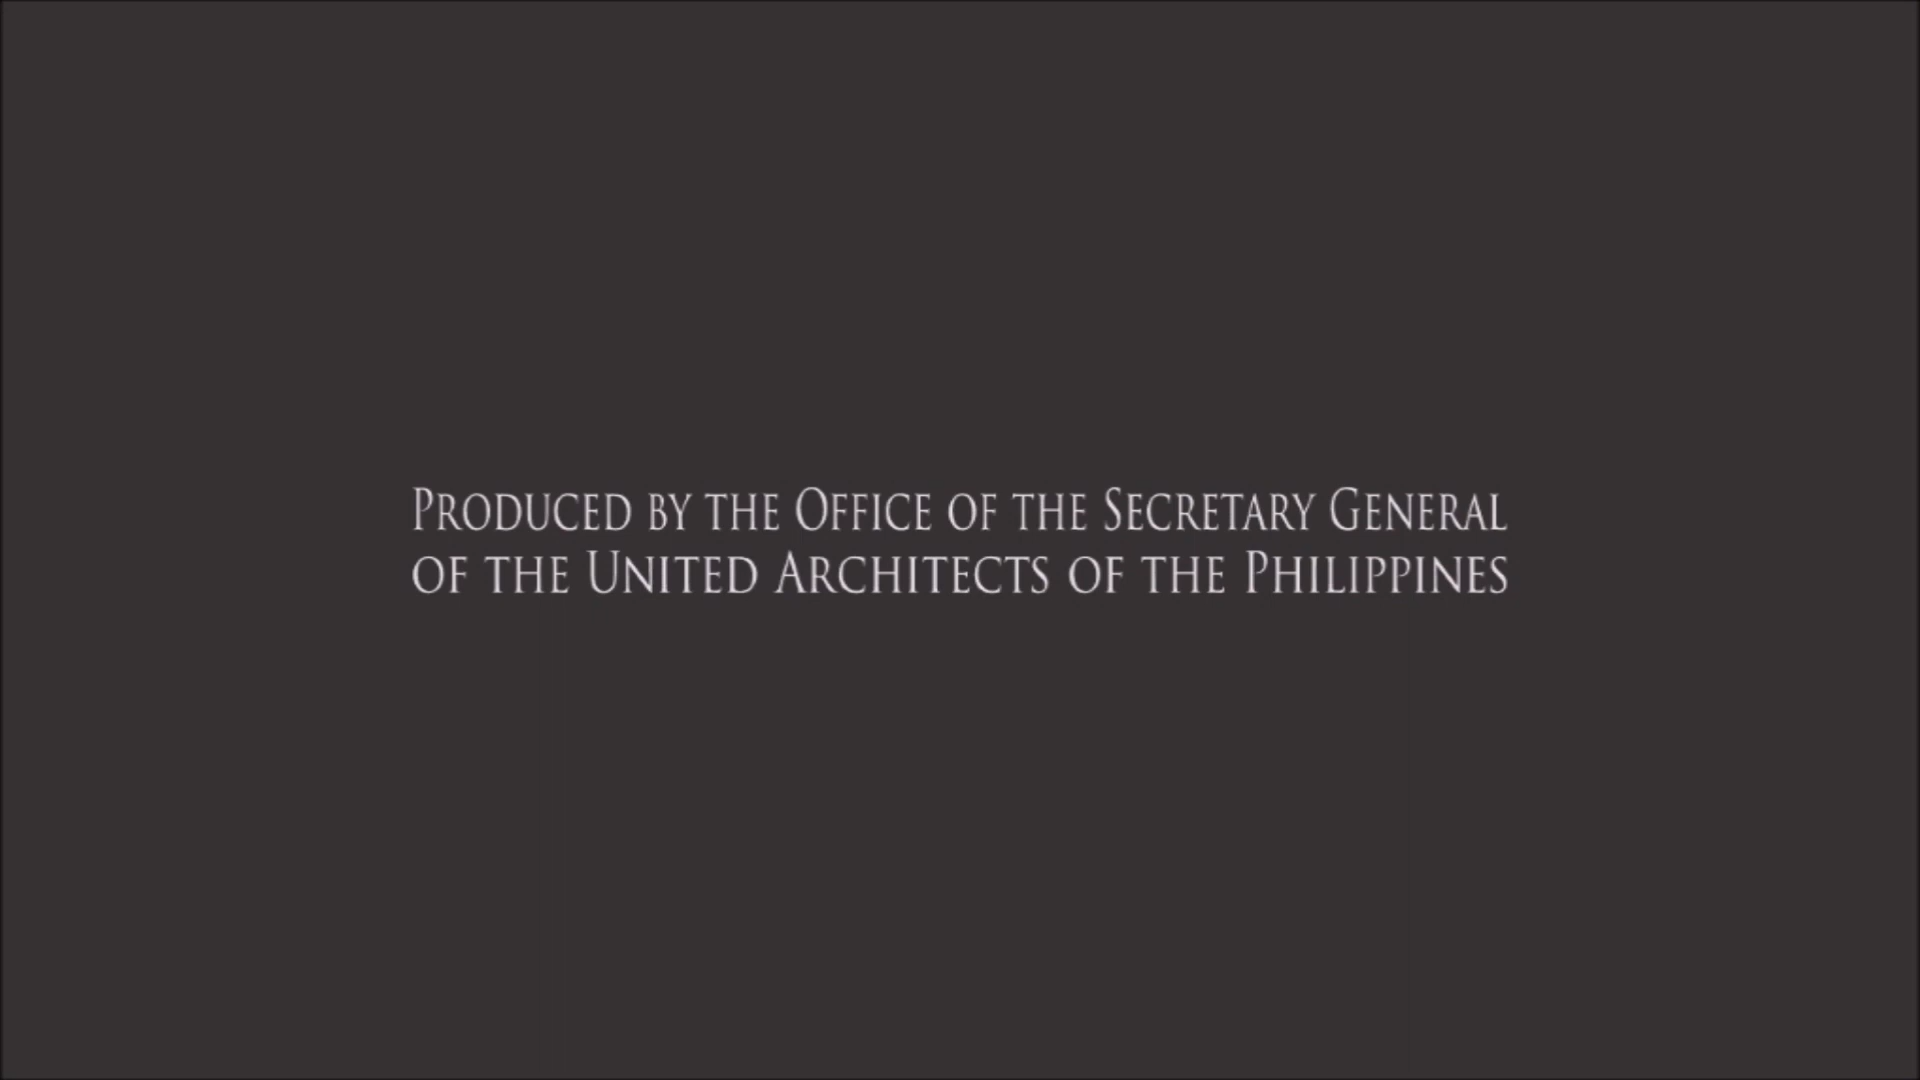 Produced by the Office of the Secretary General
of the United Architects of the Philippines